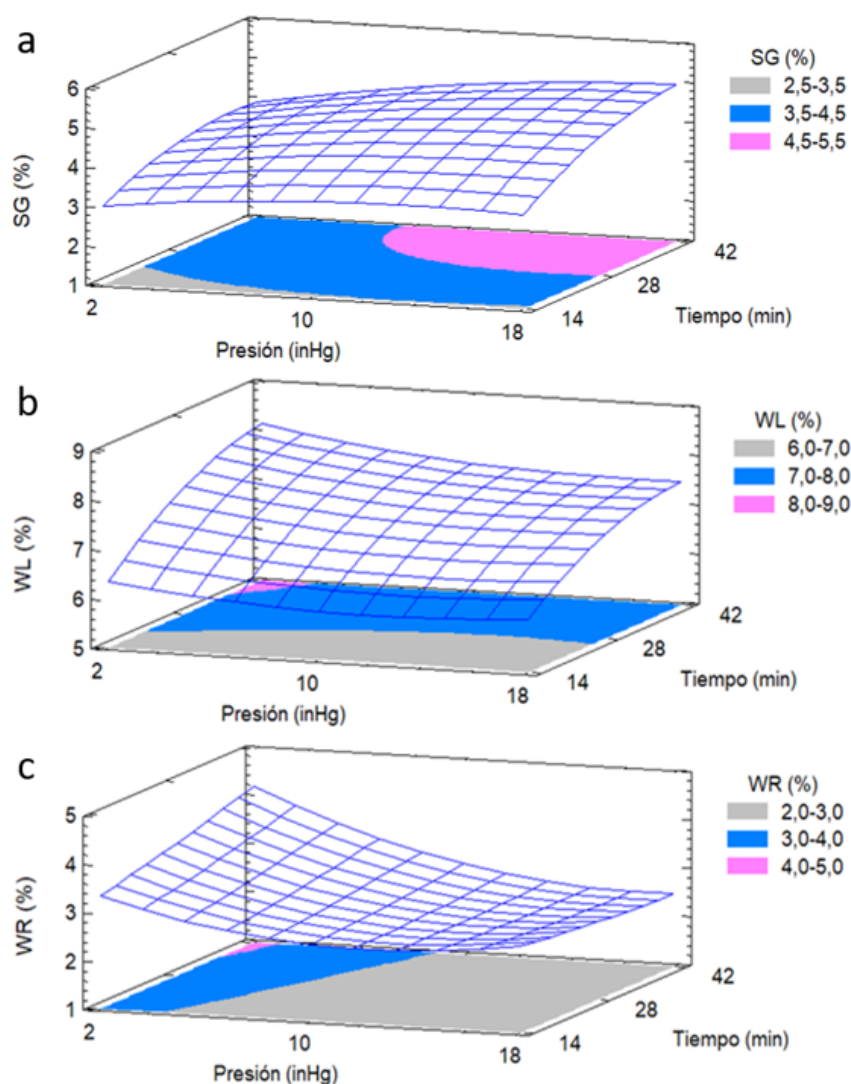 a
SG (%)
2,5-3,5
3,5-4,5
4,5-5,5
6
5
4
3
2
1
SG (%)
2
10
18
Presión (inHg)
14
28
42
Tiempo (min)
b
WL (%)
6,0-7,0
7,0-8,0
8,0-9,0
9
8
7
6
5
WL (%)
2
10
18
Presión (inHg)
14
28
42
Tiempo (min)
c
WR (%)
2,0-3,0
3,0-4,0
4,0-5,0
5
4
3
2
1
WR (%)
2
10
18
Presión (inHg)
14
28
42
Tiempo (min)